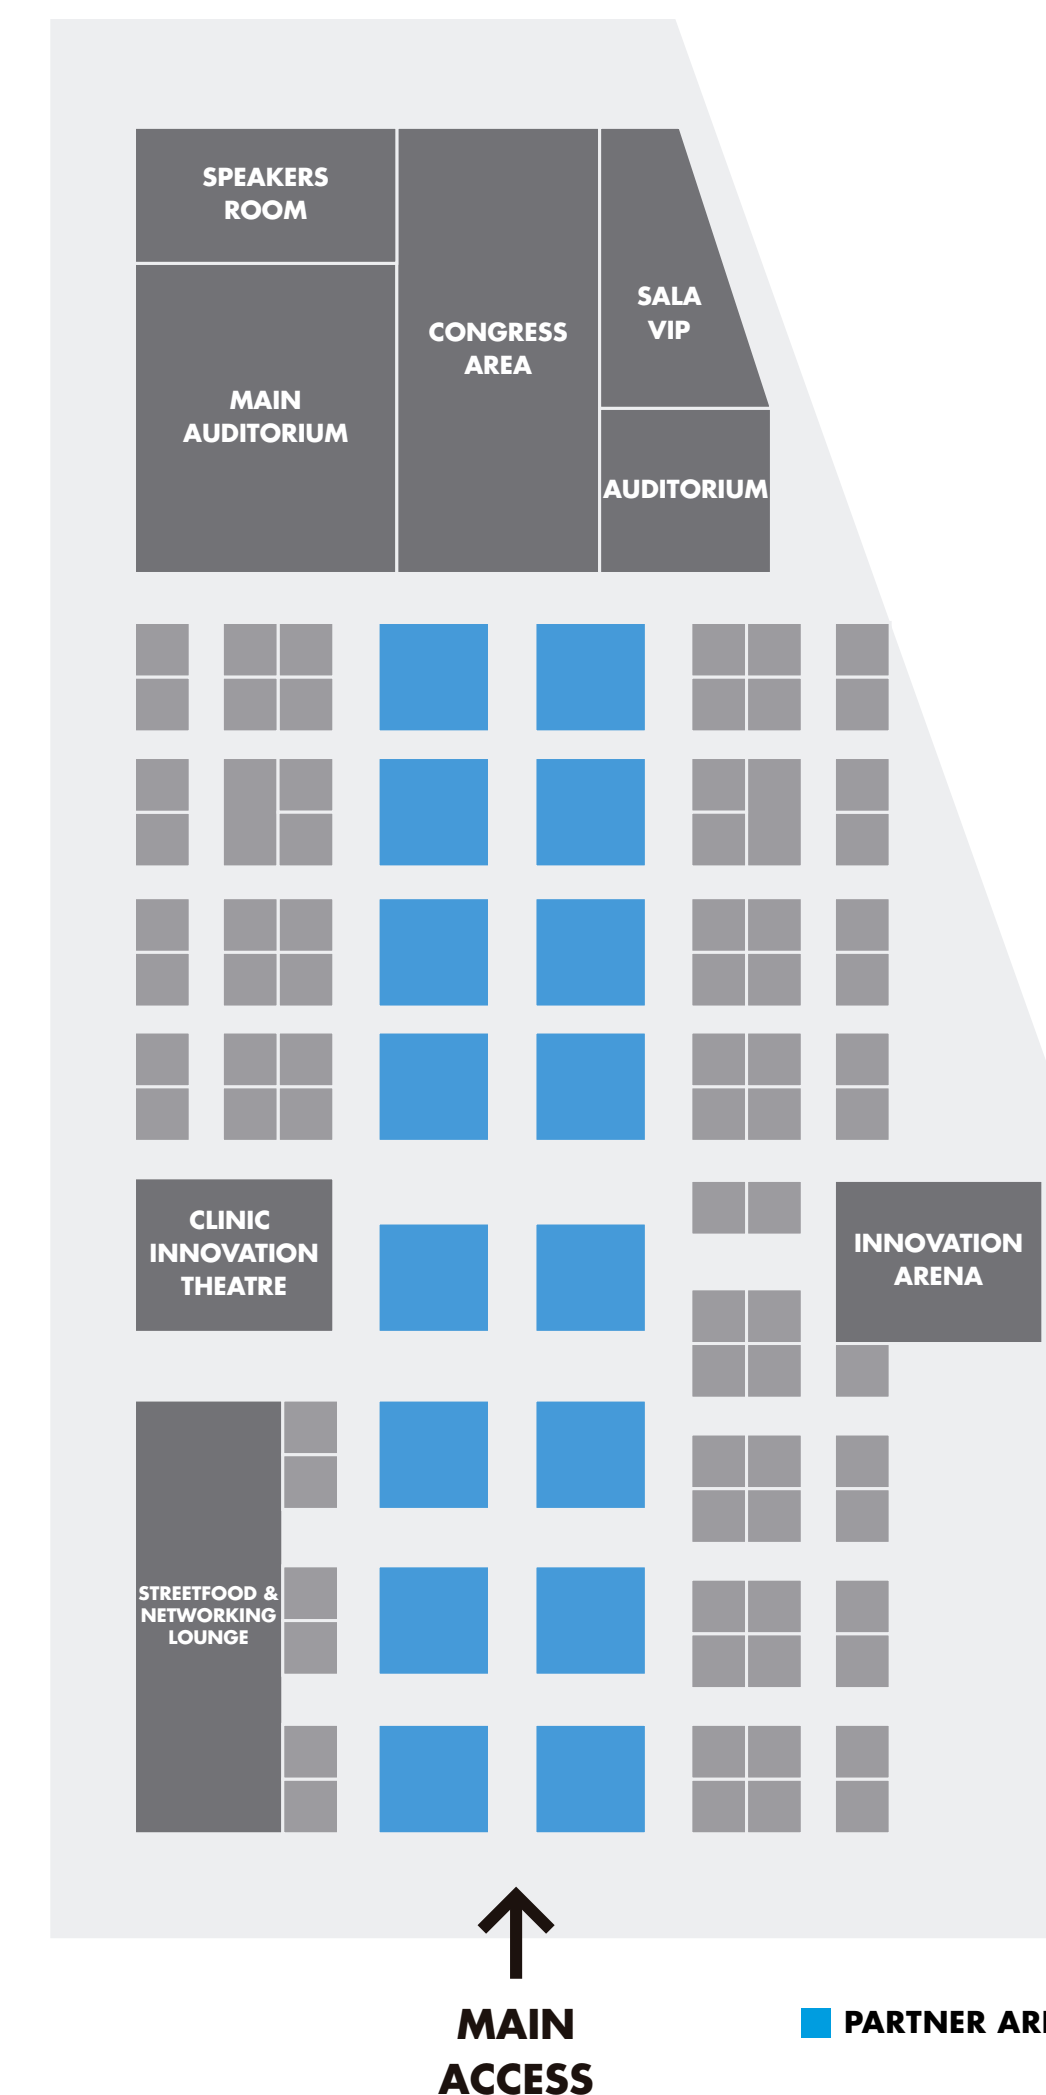 SPEAKERS
ROOM
MAIN
AUDITORIUM
CONGRESS
AREA
SALA
VIP
AUDITORIUM
CLINIC
INNOVATION
THEATRE
INNOVATION
ARENA
STREETFOOD &
NETWORKING
LOUNGE
MAIN
ACCESS
PARTNER